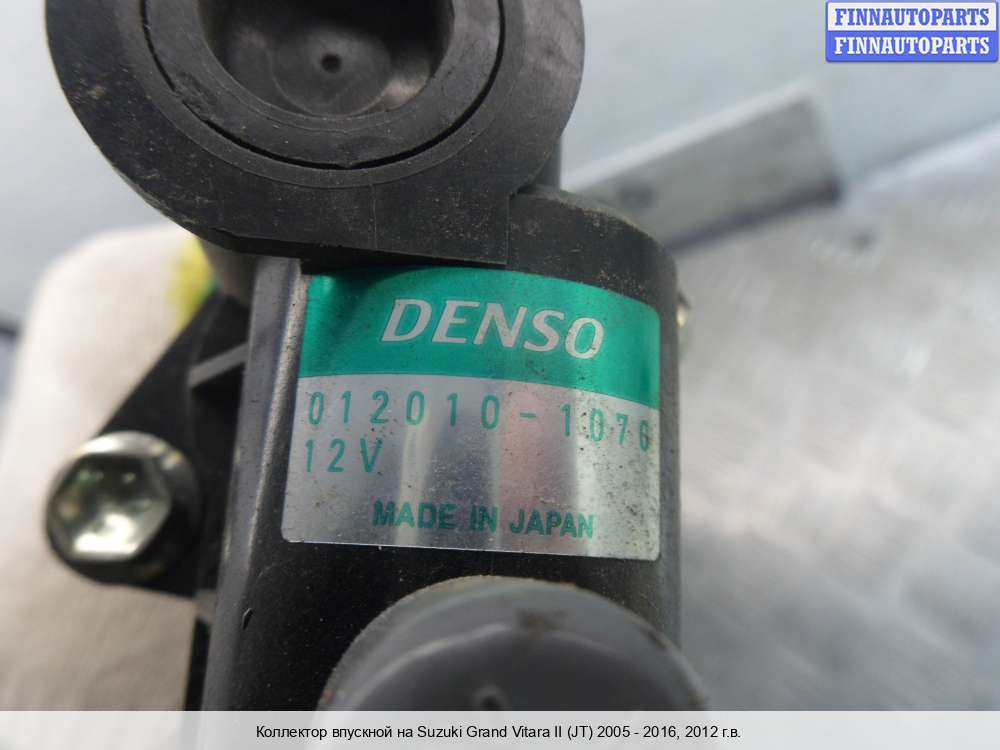 FINNAUTOPARTS
FINNAUTOPARTS
DENSO
012010-1076
12V
MADE IN JAPAN
Коллектор впускной на Suzuki Grand Vitara II (JT) 2005 - 2016, 2012 г.в.